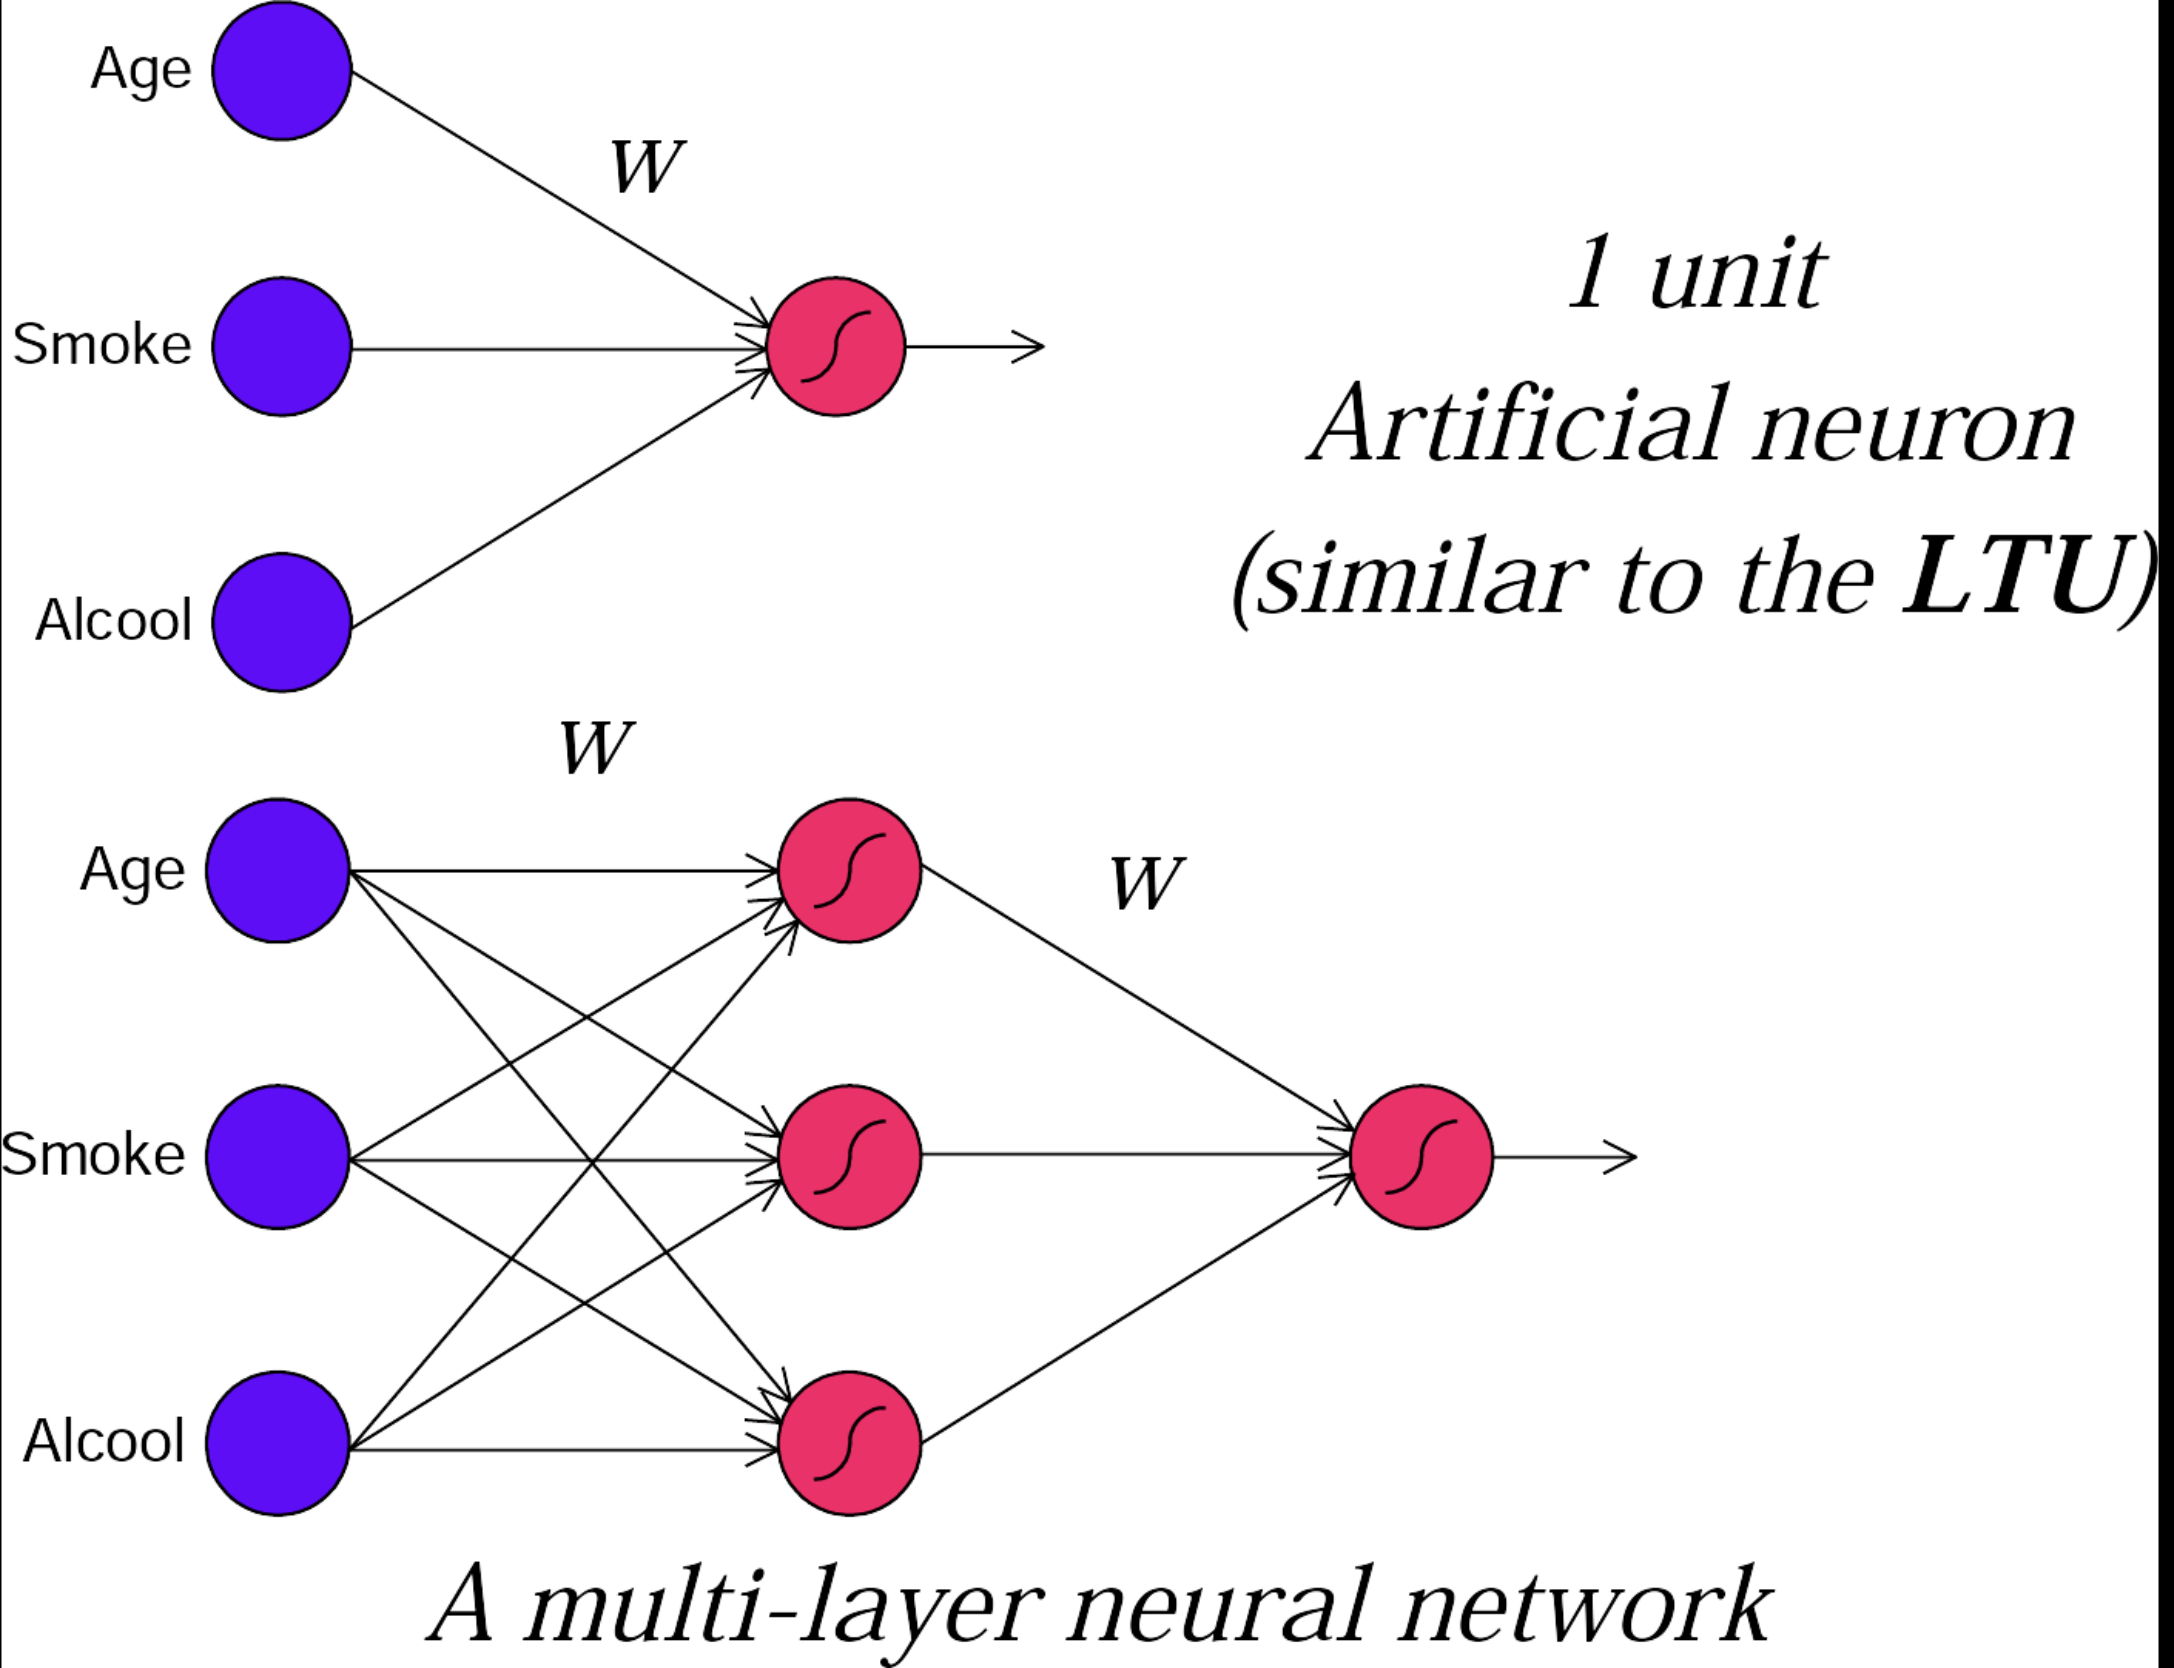 Age
W
Smoke
Alcool
1 unit
Artificial neuron
(similar to the LTU)
W
Age
W
Smoke
Alcool
A multi-layer neural network